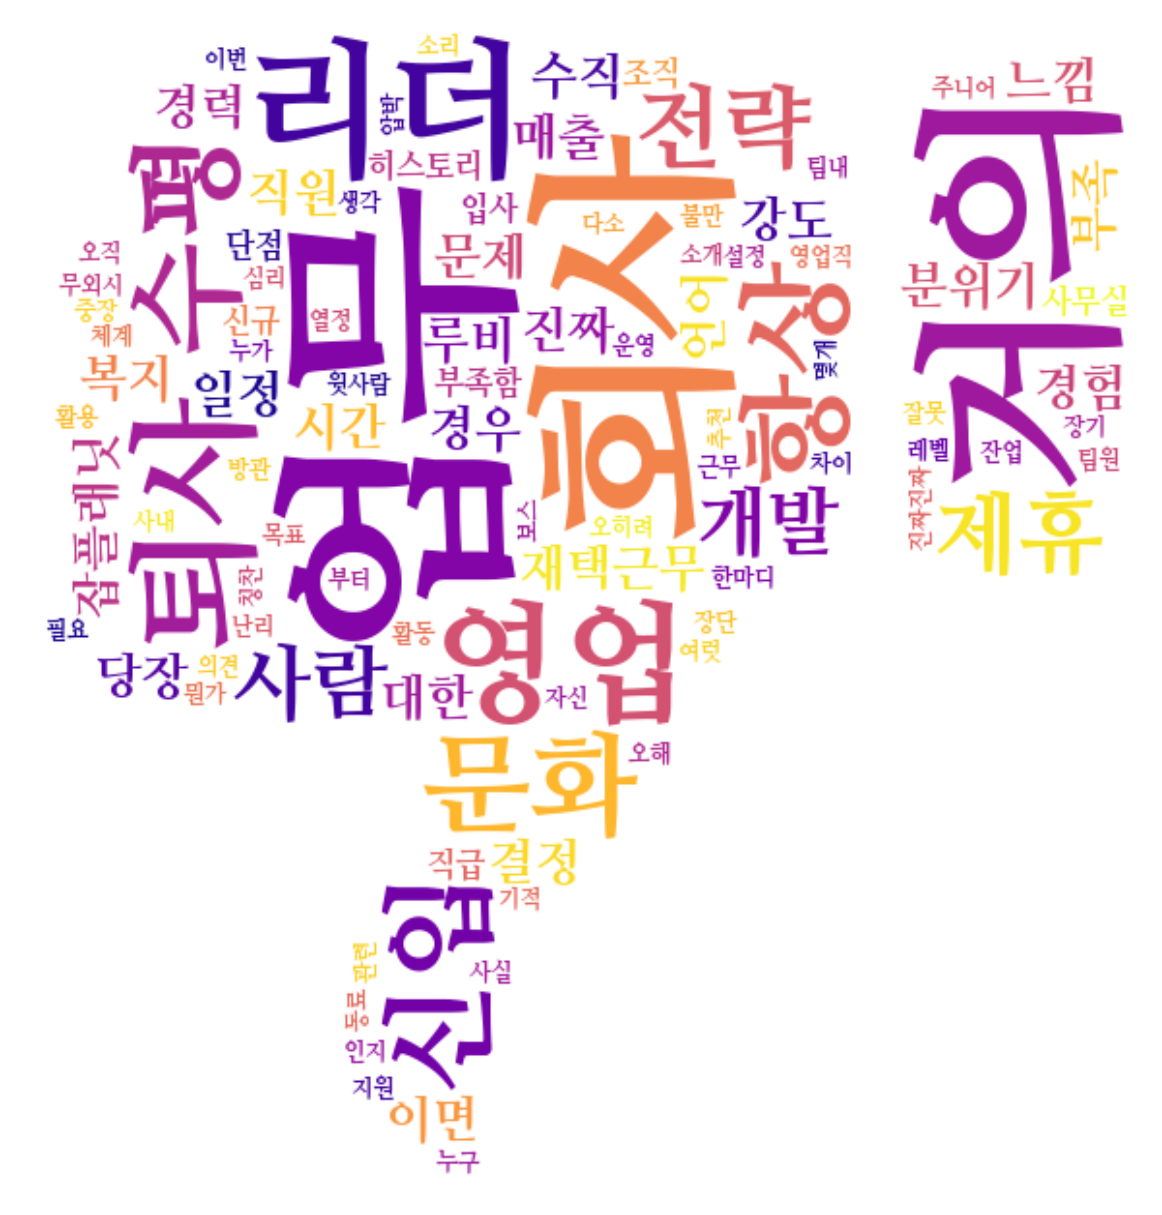 이번
리더
소리
수직
조직
경력
압박
매출
전략
주니어
느낌
거의
히스토리
팀내
수평
직원
생각
입사
다소
불만
강도
부족
오직
단점
업무
문제
회사
소개설정
영업직
분위기
사무실
무외시
심리
언어
항상
중장
체계
신규
열정
루비
진짜
운영
몇개
누가
복지
일정
윗사람
부족함
경험
활용
퇴사
시간
경우
추천
잘못
장기
잡플래닛
방관
근무
차이
레벨
잔업
팀원
사내
목표
보스
오히려
개발
진짜진짜
제휴
칭찬
부터
재택근무
한마디
필요
난리
활동
영업
장단
여럿
당장
의견
뭔가
사람
대한
자신
문화
오해
직급
결정
신입
기적
관련
사실
동료
인지
지원
이면
누구